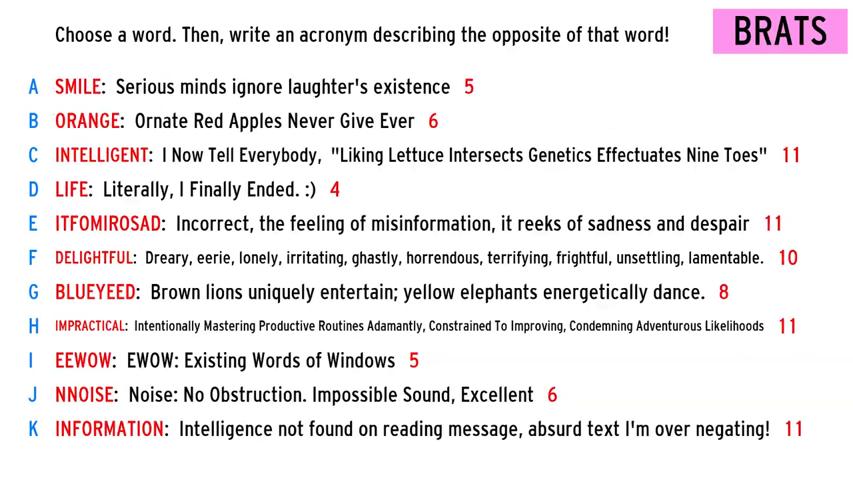 Choose a word. Then, write an acronym describing the opposite of that word!
BRATS
A SMILE: Serious minds ignore laughter's existence 5
B ORANGE: Ornate Red Apples Never Give Ever 6
C INTELLIGENT: I Now Tell Everybody, "Liking Lettuce Intersects Genetics Effectuates Nine Toes" 11
D LIFE: Literally, I Finally Ended. :) 4
E ITFOMIROSAD: Incorrect, the feeling of misinformation, it reeks of sadness and despair 11
F DELIGHTFUL: Dreary, eerie, lonely, irritating, ghastly, horrendous, terrifying, frightful, unsettling, lamentable. 10
G BLUEYEED: Brown lions uniquely entertain; yellow elephants energetically dance. 8
H IMPRACTICAL: Intentionally Mastering Productive Routines Adamantly, Constrained To Improving, Condemning Adventurous Likelihoods 11
I EEWOW: EWOW: Existing Words of Windows 5
J NNOISE: Noise: No Obstruction. Impossible Sound, Excellent 6
K INFORMATION: Intelligence not found on reading message, absurd text I'm over negating! 11